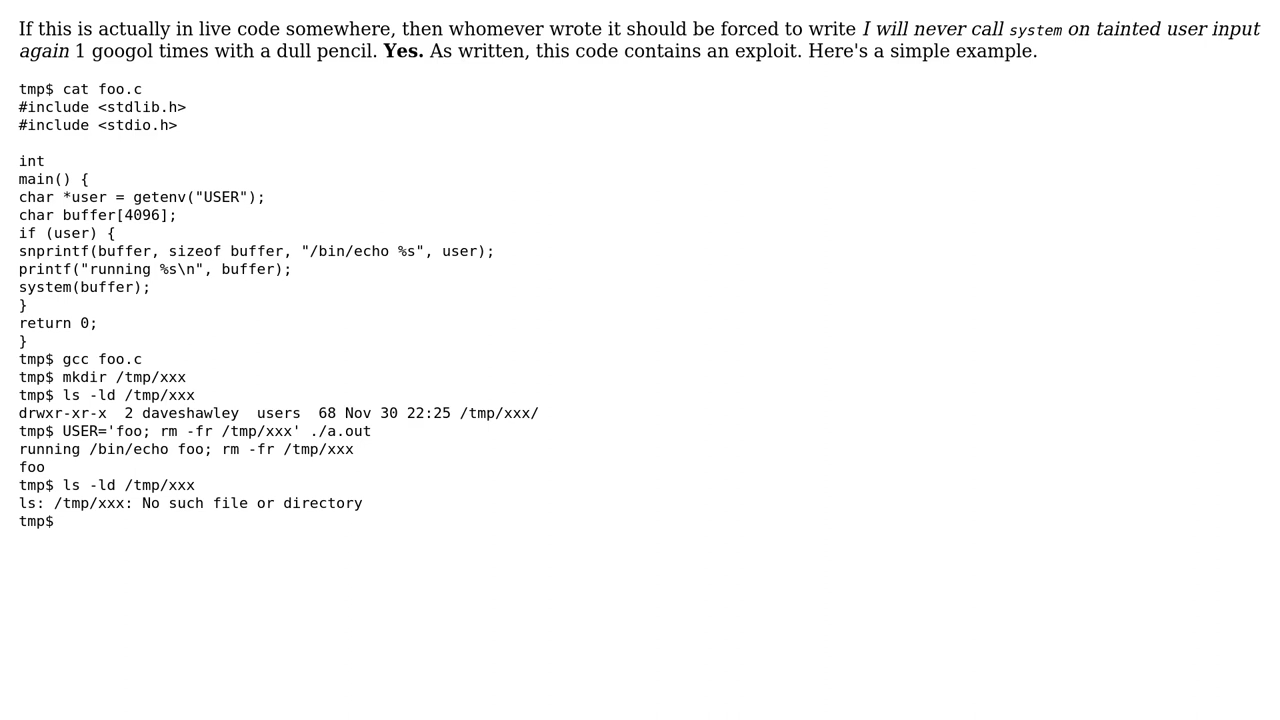 If this is actually in live code somewhere, then whomever wrote it should be forced to write I will never call system on tainted user input
again 1 googol times with a dull pencil. Yes. As written, this code contains an exploit. Here's a simple example.
tmp$ cat foo.c
#include <stdlib.h>
#include <stdio.h>
int
main() {
char *user = getenv("USER");
char buffer[4096];
if (user) {
snprintf(buffer, sizeof buffer, "/bin/echo %s", user);
printf("running %s\n", buffer);
system(buffer);
}
return 0;
}
tmp$ gcc foo.c
tmp$ mkdir /tmp/xxx
tmp$ ls -ld /tmp/xxx
drwxr-xr-x  2 daveshawley  users  68 Nov 30 22:25 /tmp/xxx/
tmp$ USER='foo; rm -fr /tmp/xxx' ./a.out
running /bin/echo foo; rm -fr /tmp/xxx
foo
tmp$ ls -ld /tmp/xxx
ls: /tmp/xxx: No such file or directory
tmp$